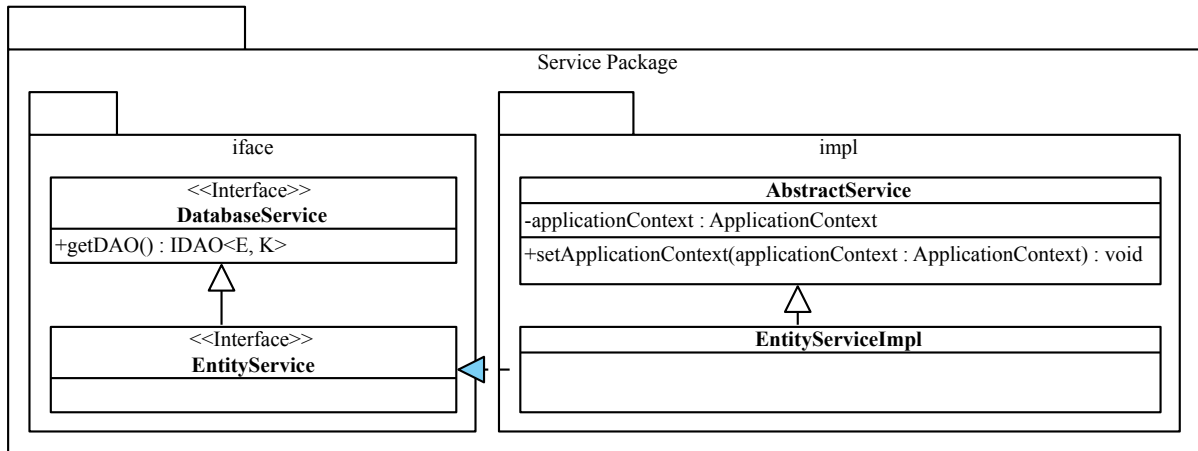 Service Package
iface
<<Interface>>
DatabaseService
+getDAO() : IDAO<E, K>
<<Interface>>
EntityService
impl
AbstractService
-applicationContext : ApplicationContext
+setApplicationContext(applicationContext : ApplicationContext) : void
EntityServiceImpl